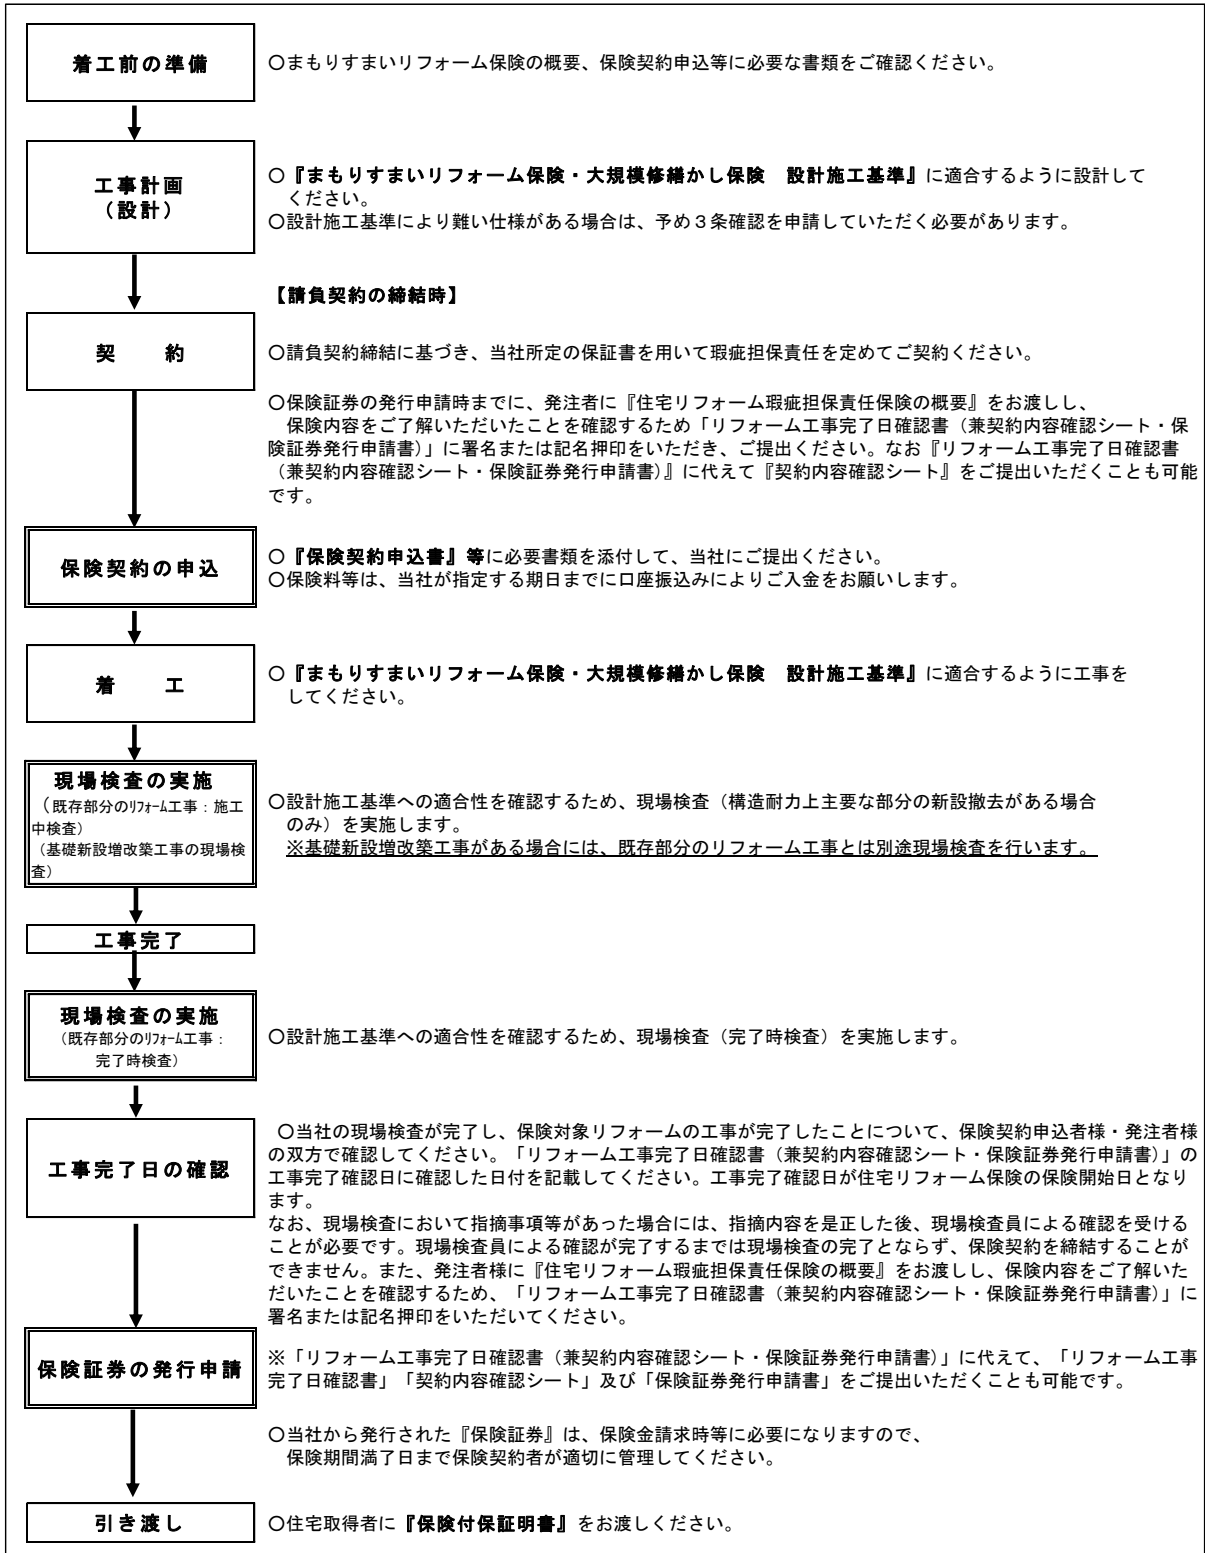 着工前の準備
〇まもりすまいリフォーム保険の概要、保険契約申込等に必要な書類をご確認ください。
工事計画
（設計）
〇『まもりすまいリフォーム保険・大規模修繕かし保険　設計施工基準』に適合するように設計して
ください。
〇設計施工基準により難い仕様がある場合は、予め３条確認を申請していただく必要があります。
【請負契約の締結時】
契　約
〇請負契約締結に基づき、当社所定の保証書を用いて瑕疵担保責任を定めてご契約ください。
〇保険証券の発行申請時までに、発注者に『住宅リフォーム瑕疵担保責任保険の概要』をお渡しし、
保険内容をご了解いただいたことを確認するため「リフォーム工事完了日確認書（兼契約内容確認シート・保
険証券発行申請書）」に署名または記名押印をいただき、ご提出ください。なお『リフォーム工事完了日確認書
（兼契約内容確認シート・保険証券発行申請書）』に代えて『契約内容確認シート』をご提出いただくことも可能
です。
保険契約の申込
〇『保険契約申込書』等に必要書類を添付して、当社にご提出ください。
〇保険料等は、当社が指定する期日までに口座振込みによりご入金をお願いします。
着　工
〇『まもりすまいリフォーム保険・大規模修繕かし保険　設計施工基準』に適合するように工事を
してください。
現場検査の実施
（既存部分のﾘﾌｫｰﾑ工事：施工
中検査）
（基礎新設増改築工事の現場検
査）
〇設計施工基準への適合性を確認するため、現場検査（構造耐力上主要な部分の新設撤去がある場合
のみ）を実施します。
※基礎新設増改築工事がある場合には、既存部分のリフォーム工事とは別途現場検査を行います。
工事完了
現場検査の実施
（既存部分のﾘﾌｫｰﾑ工事：
完了時検査）
〇設計施工基準への適合性を確認するため、現場検査（完了時検査）を実施します。
工事完了日の確認
〇当社の現場検査が完了し、保険対象リフォームの工事が完了したことについて、保険契約申込者様・発注者様
の双方で確認してください。「リフォーム工事完了日確認書（兼契約内容確認シート・保険証券発行申請書）」の
工事完了確認日に確認した日付を記載してください。工事完了確認日が住宅リフォーム保険の保険開始日となり
ます。
なお、現場検査において指摘事項等があった場合には、指摘内容を是正した後、現場検査員による確認を受ける
ことが必要です。現場検査員による確認が完了するまでは現場検査の完了とならず、保険契約を締結することが
できません。また、発注者様に『住宅リフォーム瑕疵担保責任保険の概要』をお渡しし、保険内容をご了解いた
だいたことを確認するため、「リフォーム工事完了日確認書（兼契約内容確認シート・保険証券発行申請書）」に
署名または記名押印をいただいてください。
保険証券の発行申請
※「リフォーム工事完了日確認書（兼契約内容確認シート・保険証券発行申請書）」に代えて、「リフォーム工事
完了日確認書」「契約内容確認シート」及び「保険証券発行申請書」をご提出いただくことも可能です。
〇当社から発行された『保険証券』は、保険金請求時等に必要になりますので、
保険期間満了日まで保険契約者が適切に管理してください。
引き渡し
〇住宅取得者に『保険付保証明書』をお渡しください。